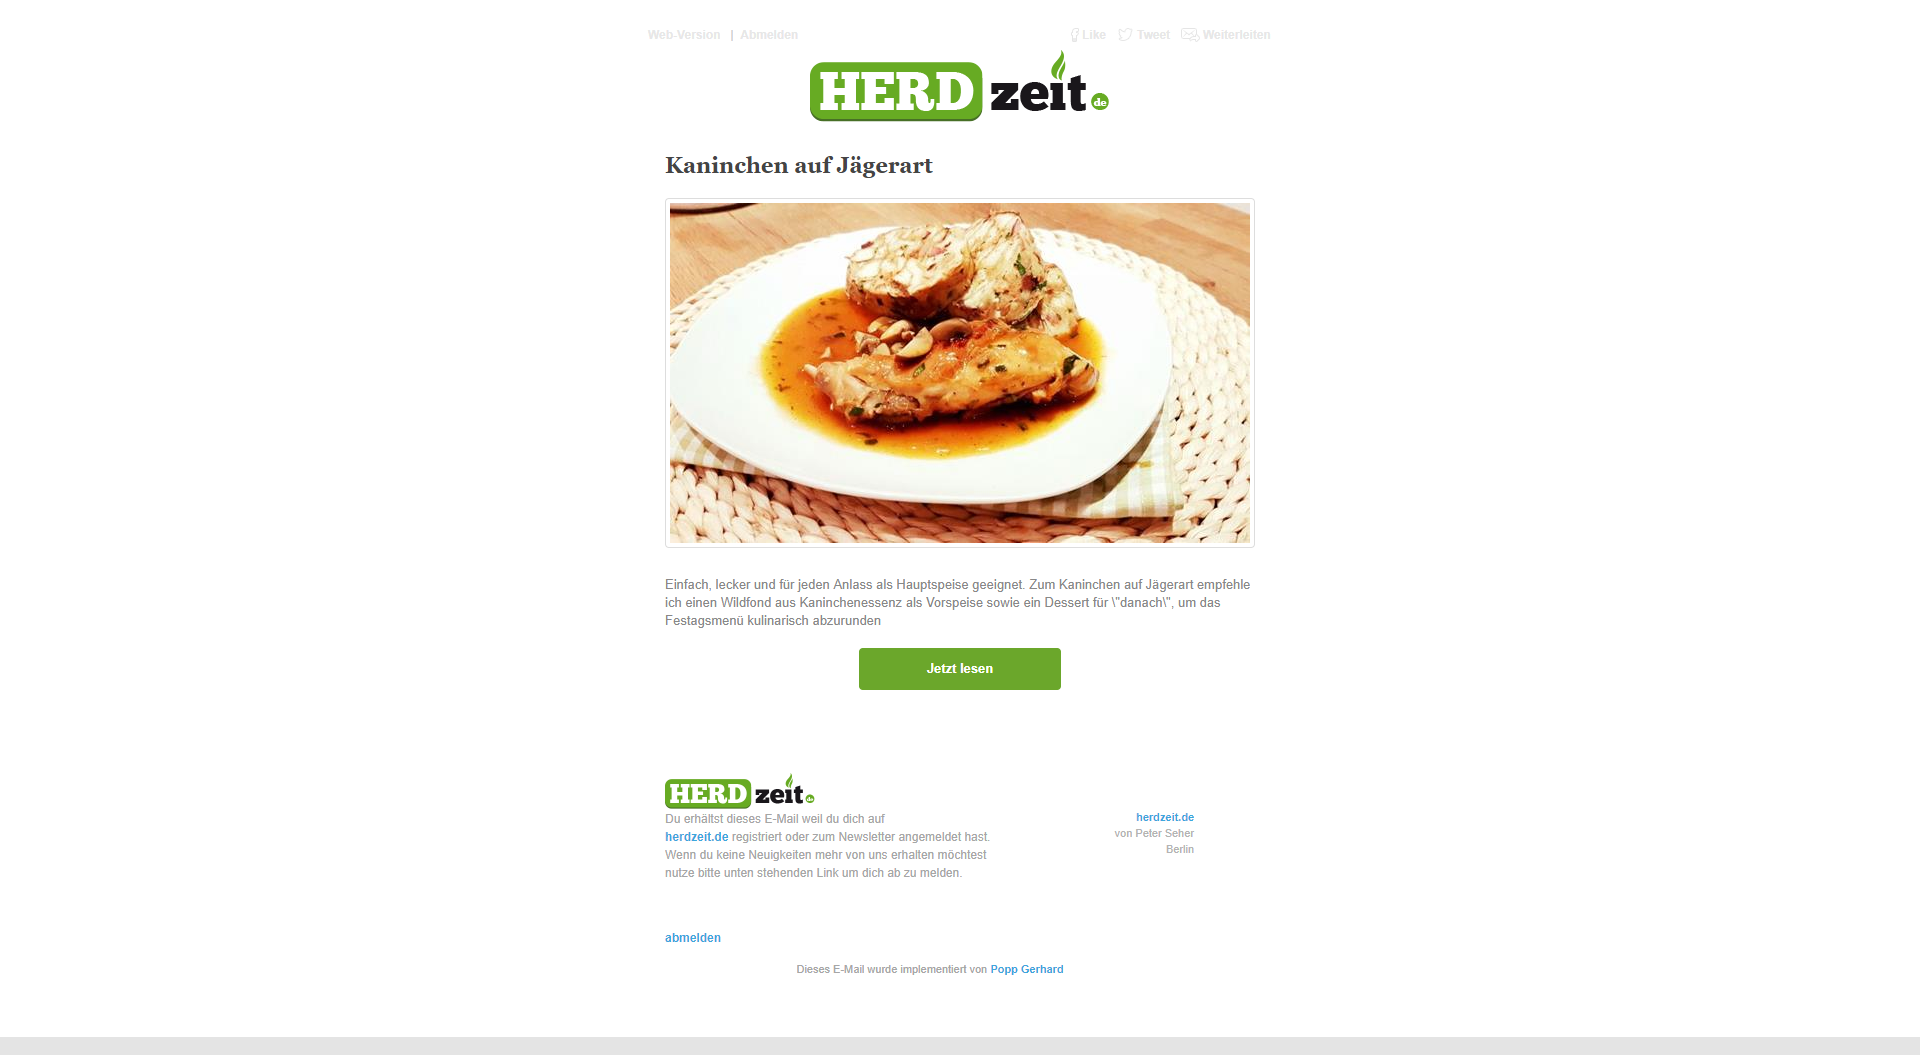 Web-Version | Abmelden
Like Tweet Weiterleiten
HERD zeit de
Kaninchen auf Jägerart
Einfach, lecker und für jeden Anlass als Hauptspeise geeignet. Zum Kaninchen auf Jägerart empfehle
ich einen Wildfond aus Kaninchenessenz als Vorspeise sowie ein Dessert für \"danach\", um das
Festagsmenü kulinarisch abzurunden
Jetzt lesen
HERD zeit de
Du erhältst dieses E-Mail weil du dich auf
herdzeit.de registriert oder zum Newsletter angemeldet hast.
Wenn du keine Neuigkeiten mehr von uns erhalten möchtest
nutze bitte unten stehenden Link um dich ab zu melden.
herdzeit.de
von Peter Seher
Berlin
abmelden
Dieses E-Mail wurde implementiert von Popp Gerhard